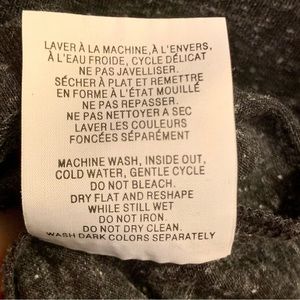 LAVER À LA MACHINE, À L'ENVERS,
À L'EAU FROIDE, CYCLE DÉLICAT
NE PAS JAVELLISER.
SÉCHER À PLAT ET REMETTRE
EN FORME À L'ÉTAT MOUILLÉ
NE PAS REPASSER.
NE PAS NETTOYER A SEC
LAVER LES COULEURS
FONCÉES SÉPARÉMENT
MACHINE WASH, INSIDE OUT,
COLD WATER, GENTLE CYCLE
DO NOT BLEACH.
DRY FLAT AND RESHAPE
WHILE STILL WET
DO NOT IRON.
DO NOT DRY CLEAN.
WASH DARK COLORS SEPARATELY